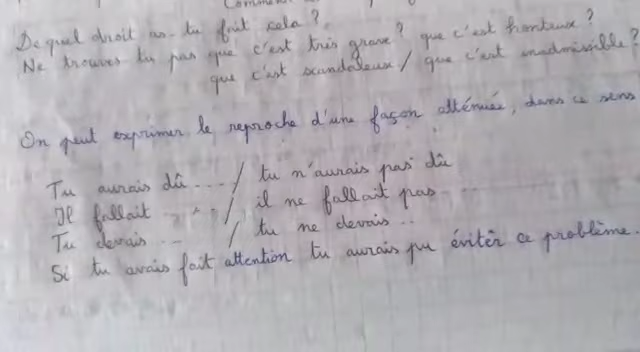 Comment
De quel droit as-tu fait cela ?
Ne trouves tu pas que c'est très grave ? que c'est honteux ?
que c'est scandaleux / que c'est inadmissible ?
On peut exprimer le reproche d'une façon atténuée, dans ce sens
Tu aurais dû .... / tu n'aurais pas dû
Il fallait .... / il ne fallait pas ....
Tu devais .. / tu ne devais ..
Si tu avais fait attention tu aurais pu éviter ce problème.